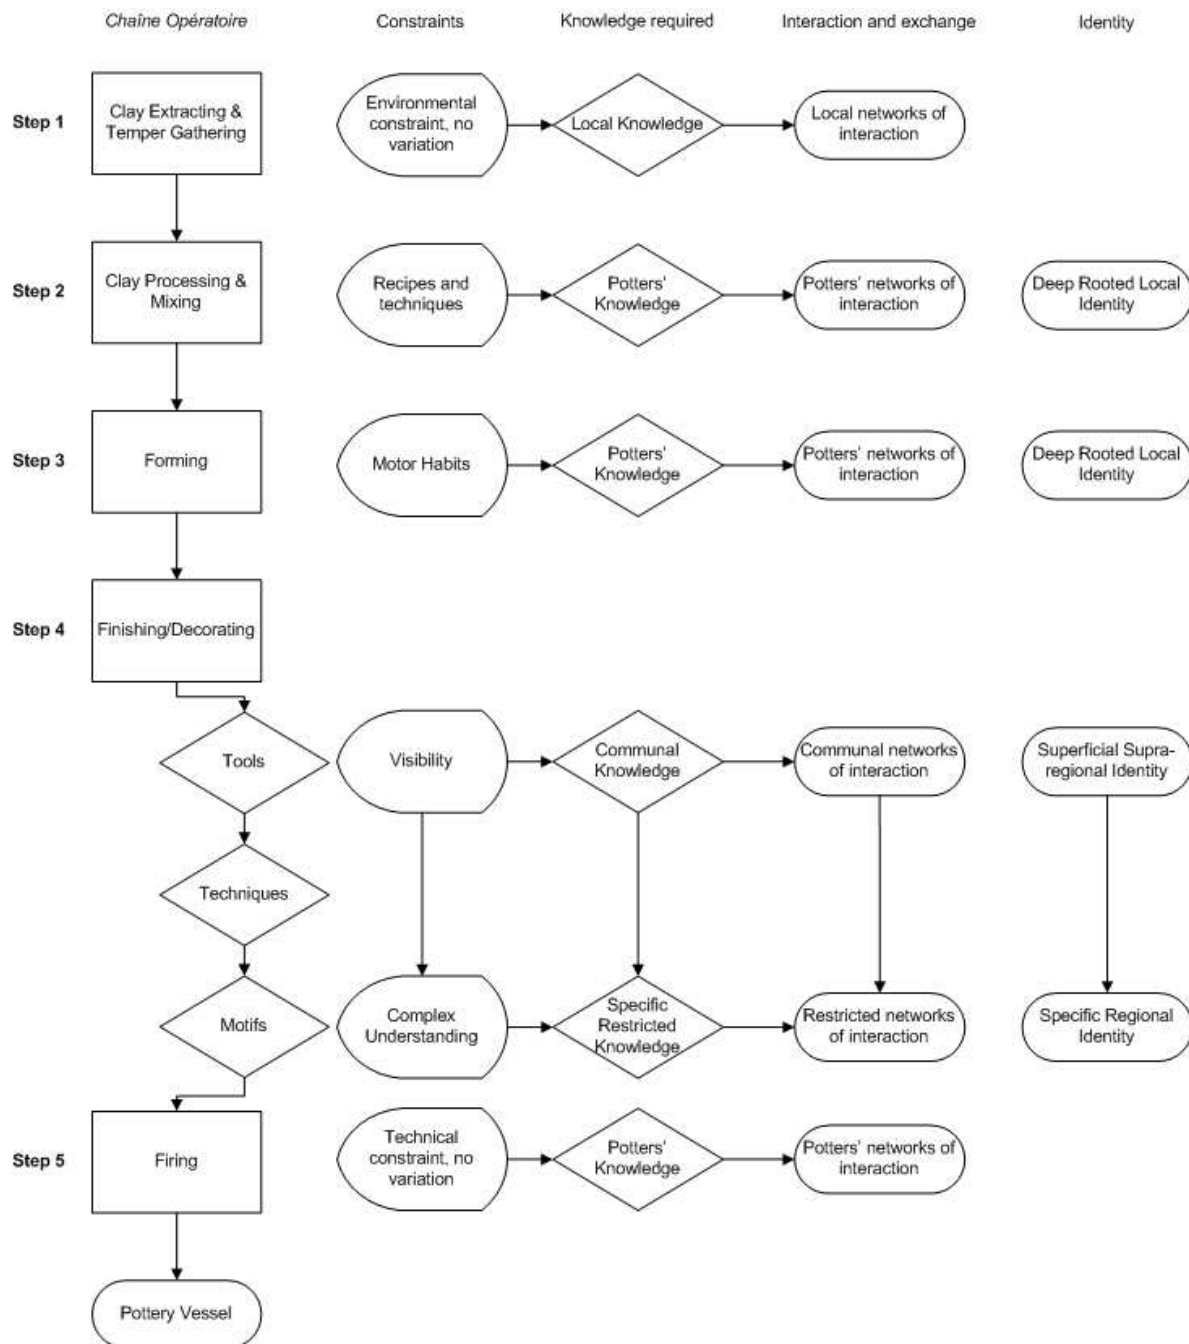 Chaîne Opératoire
Constraints
Knowledge required
Interaction and exchange
Identity
Step 1
Clay Extracting &
Temper Gathering
Environmental
constraint, no
variation
Local Knowledge
Local networks of
interaction
Step 2
Clay Processing &
Mixing
Recipes and
techniques
Potters'
Knowledge
Potters' networks of
interaction
Deep Rooted Local
Identity
Step 3
Forming
Motor Habits
Potters'
Knowledge
Potters' networks of
interaction
Deep Rooted Local
Identity
Step 4
Finishing/Decorating
Tools
Visibility
Communal
Knowledge
Communal networks
of interaction
Superficial Supra-
regional Identity
Techniques
Motifs
Complex
Understanding
Specific
Restricted
Knowledge
Restricted networks
of interaction
Specific Regional
Identity
Step 5
Firing
Technical
constraint, no
variation
Potters'
Knowledge
Potters' networks of
interaction
Pottery Vessel